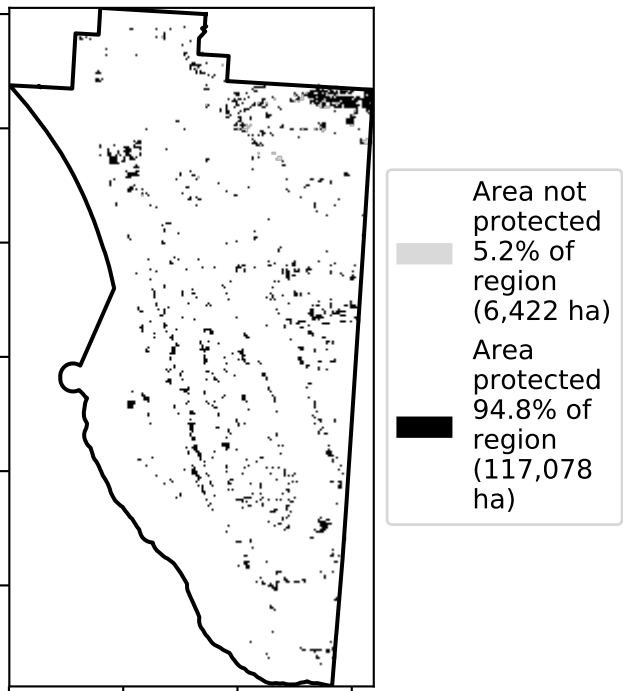 Area not
protected
5.2% of
region
(6,422 ha)
Area
protected
94.8% of
region
(117,078
ha)